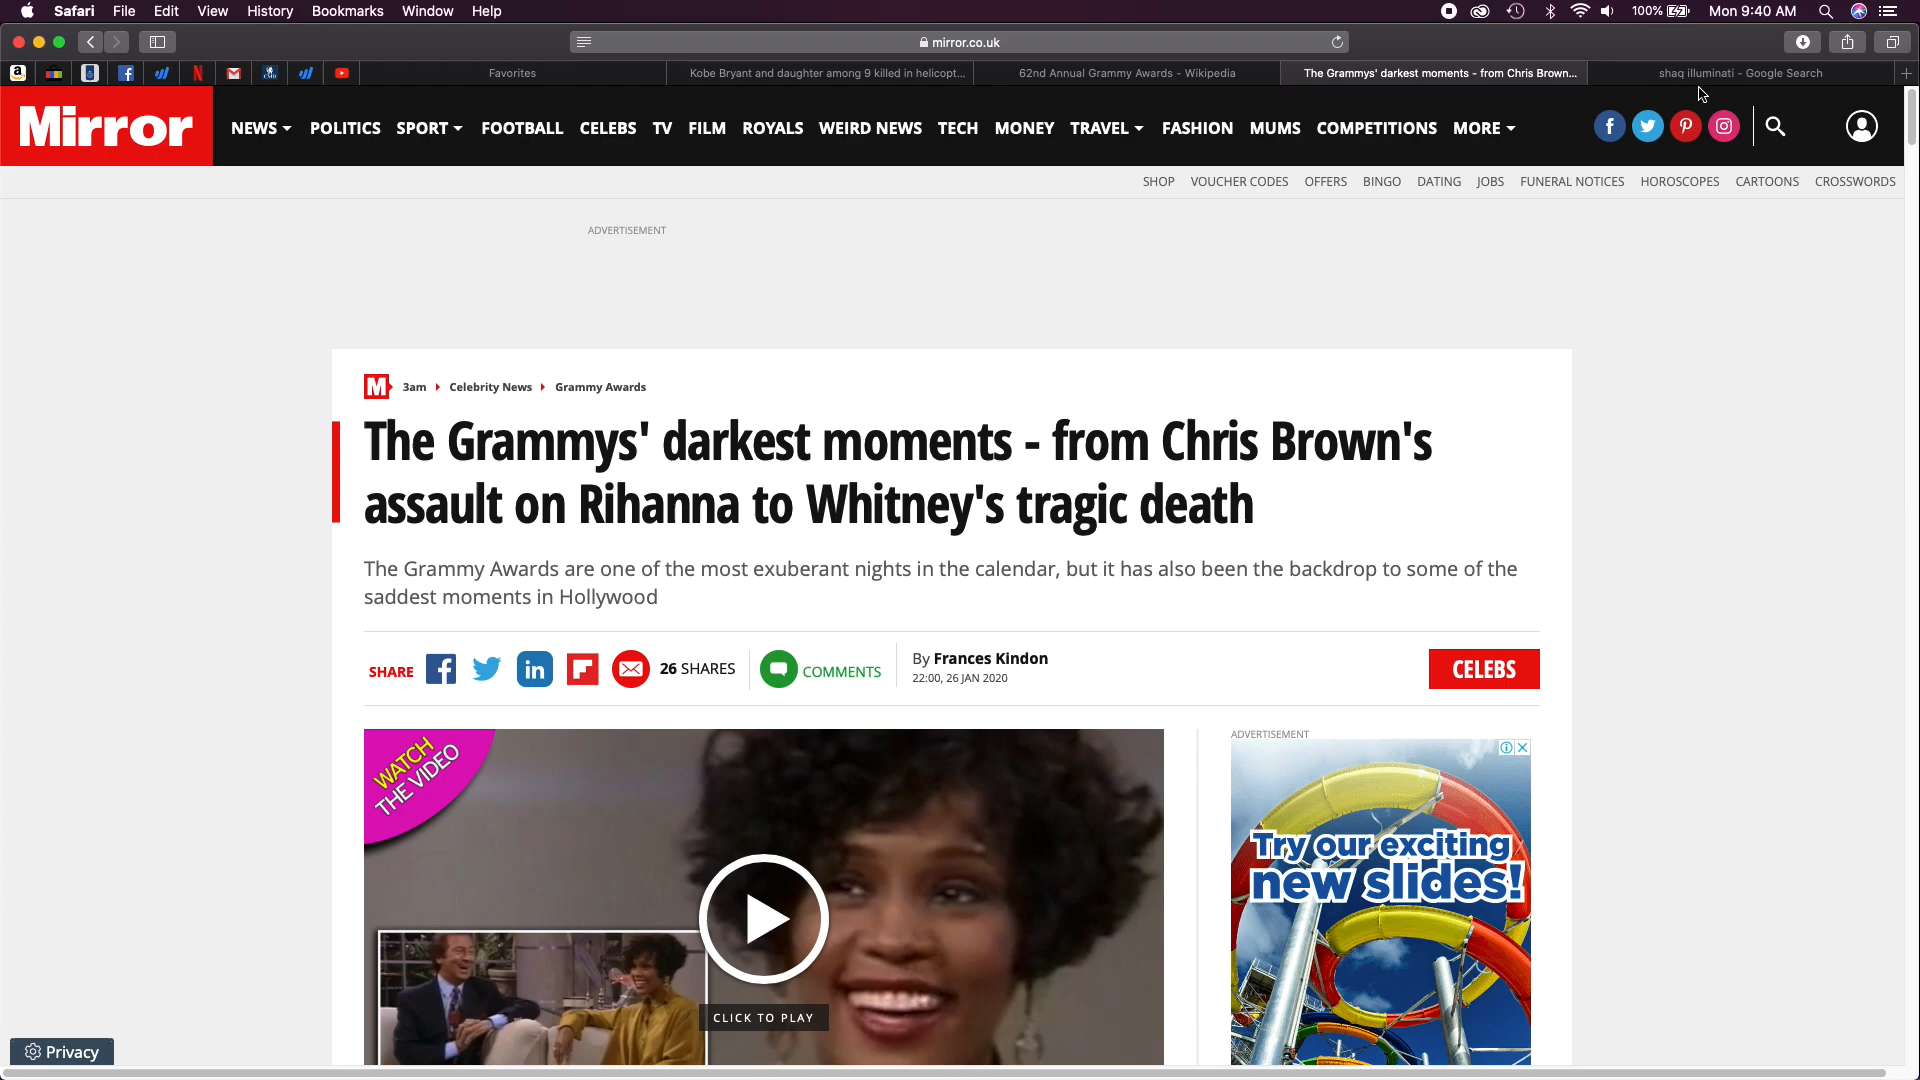 Safari File Edit View History Bookmarks Window Help
100% Mon 9:40 AM
mirror.co.uk
Favorites
Kobe Bryant and daughter among 9 killed in helicopt...
62nd Annual Grammy Awards - Wikipedia
The Grammys' darkest moments - from Chris Brown...
shaq illuminati - Google Search
Mirror
NEWS POLITICS SPORT FOOTBALL CELEBS TV FILM ROYALS WEIRD NEWS TECH MONEY TRAVEL FASHION MUMS COMPETITIONS MORE
SHOP VOUCHER CODES OFFERS BINGO DATING JOBS FUNERAL NOTICES HOROSCOPES CARTOONS CROSSWORDS
ADVERTISEMENT
M 3am Celebrity News Grammy Awards
The Grammys' darkest moments - from Chris Brown's
assault on Rihanna to Whitney's tragic death
The Grammy Awards are one of the most exuberant nights in the calendar, but it has also been the backdrop to some of the
saddest moments in Hollywood
SHARE 26 SHARES COMMENTS
By Frances Kindon
22:00, 26 JAN 2020
CELEBS
WATCH
THE VIDEO
CLICK TO PLAY
ADVERTISEMENT
Try our exciting
new slides!
Privacy